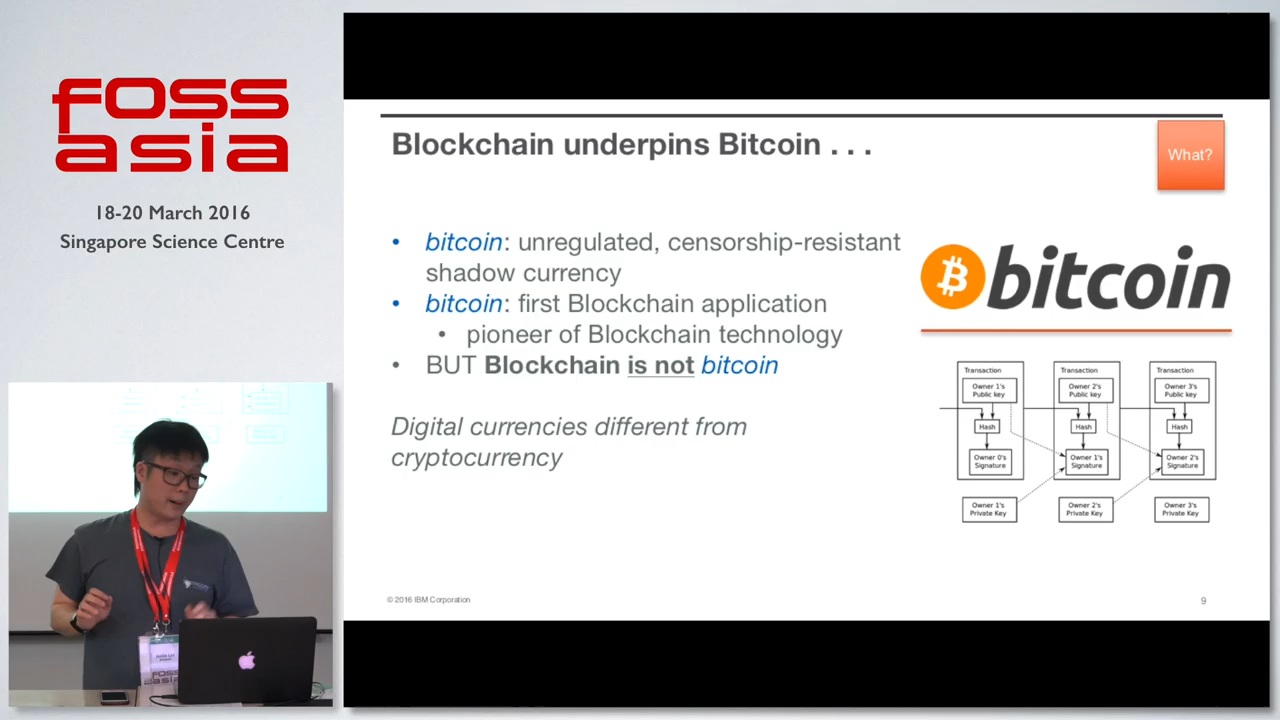 FOSS
asia
18-20 March 2016
Singapore Science Centre
Blockchain underpins Bitcoin . . .
What?
• bitcoin: unregulated, censorship-resistant
shadow currency
• bitcoin: first Blockchain application
• pioneer of Blockchain technology
• BUT Blockchain is not bitcoin
Digital currencies different from
cryptocurrency
bitcoin
Transaction
Owner 1's
Public key
Hash
Owner 0's
Signature
Owner 1's
Private Key
Transaction
Owner 2's
Public key
Hash
Owner 1's
Signature
Owner 2's
Private Key
Transaction
Owner 3's
Public key
Hash
Owner 2's
Signature
Owner 3's
Private Key
© 2016 IBM Corporation
9
FOSS
asia